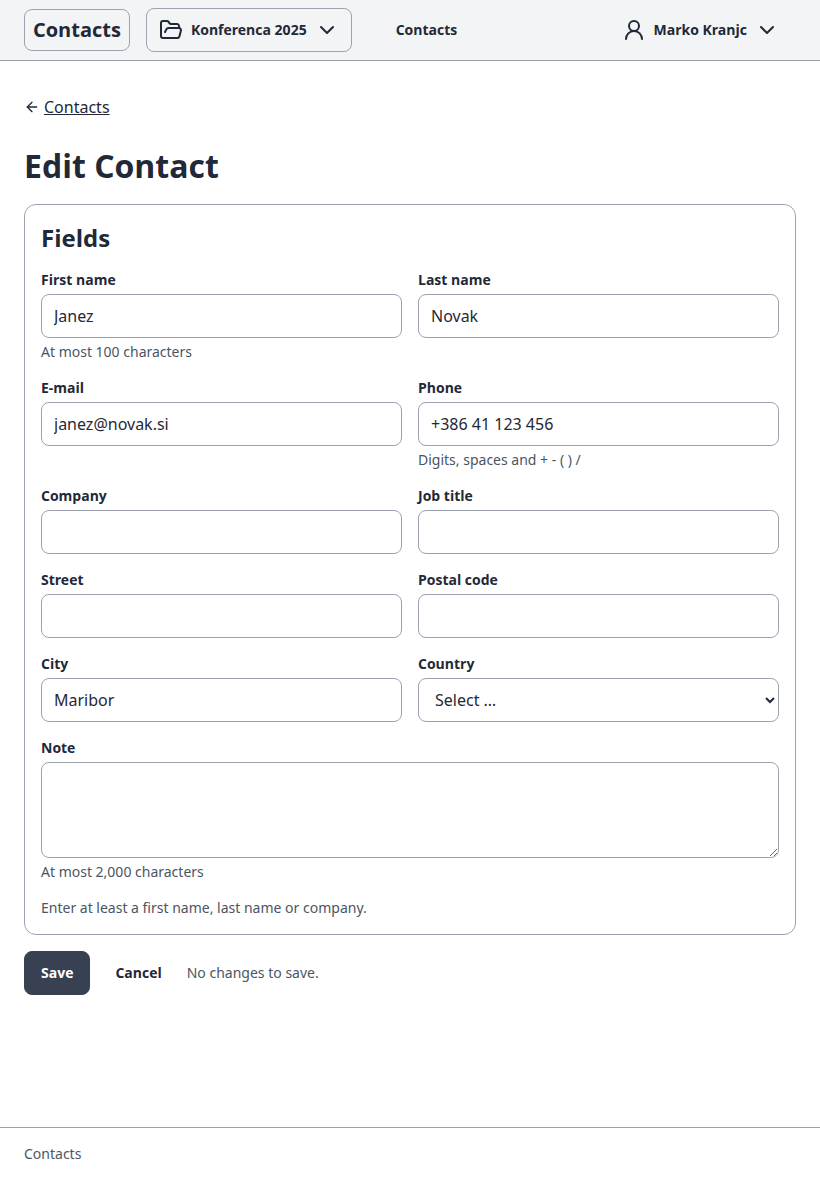 Contacts
Konferenca 2025
Contacts
Marko Kranjc
Contacts
Edit Contact
Fields
First name
Last name
Janez
Novak
At most 100 characters
E-mail
Phone
janez@novak.si
+386 41 123 456
Digits, spaces and + - ( ) /
Company
Job title
Street
Postal code
City
Country
Maribor
Select ...
Note
At most 2,000 characters
Enter at least a first name, last name or company.
Save
Cancel
No changes to save.
Contacts